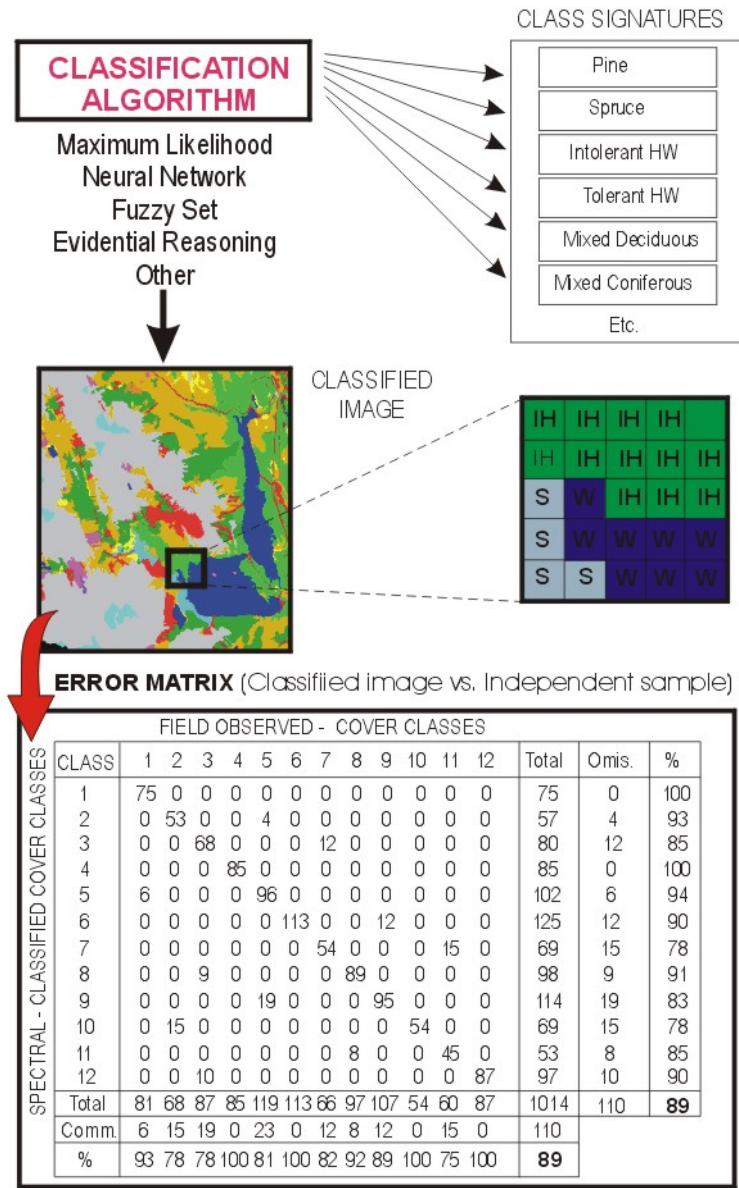 CLASS SIGNATURES
CLASSIFICATION
ALGORITHM
Maximum Likelihood
Neural Network
Fuzzy Set
Evidential Reasoning
Other
Pine
Spruce
Intolerant HW
Tolerant HW
Mixed Deciduous
Mixed Coniferous
Etc.
CLASSIFIED
IMAGE
IH IH IH IH
IH IH IH IH IH
S W IH IH IH
S W W W W
S S W W W
ERROR MATRIX (Classifiied image vs. Independent sample)
SPECTRAL - CLASSIFIED COVER CLASSES
FIELD OBSERVED - COVER CLASSES
CLASS 1 2 3 4 5 6 7 8 9 10 11 12 Total Omis. %
1 75 0 0 0 0 0 0 0 0 0 0 0 75 0 100
2 0 53 0 0 4 0 0 0 0 0 0 0 57 4 93
3 0 0 68 0 0 0 12 0 0 0 0 0 80 12 85
4 0 0 0 85 0 0 0 0 0 0 0 0 85 0 100
5 6 0 0 0 96 0 0 0 0 0 0 0 102 6 94
6 0 0 0 0 0 113 0 0 12 0 0 0 125 12 90
7 0 0 0 0 0 0 54 0 0 0 15 0 69 15 78
8 0 0 9 0 0 0 0 89 0 0 0 0 98 9 91
9 0 0 0 0 19 0 0 0 95 0 0 0 114 19 83
10 0 15 0 0 0 0 0 0 0 54 0 0 69 15 78
11 0 0 0 0 0 0 0 8 0 0 45 0 53 8 85
12 0 0 10 0 0 0 0 0 0 0 0 87 97 10 90
Total 81 68 87 85 119 113 66 97 107 54 60 87 1014 110 89
Comm. 6 15 19 0 23 0 12 8 12 0 15 0 110
% 93 78 78 100 81 100 82 92 89 100 75 100 89